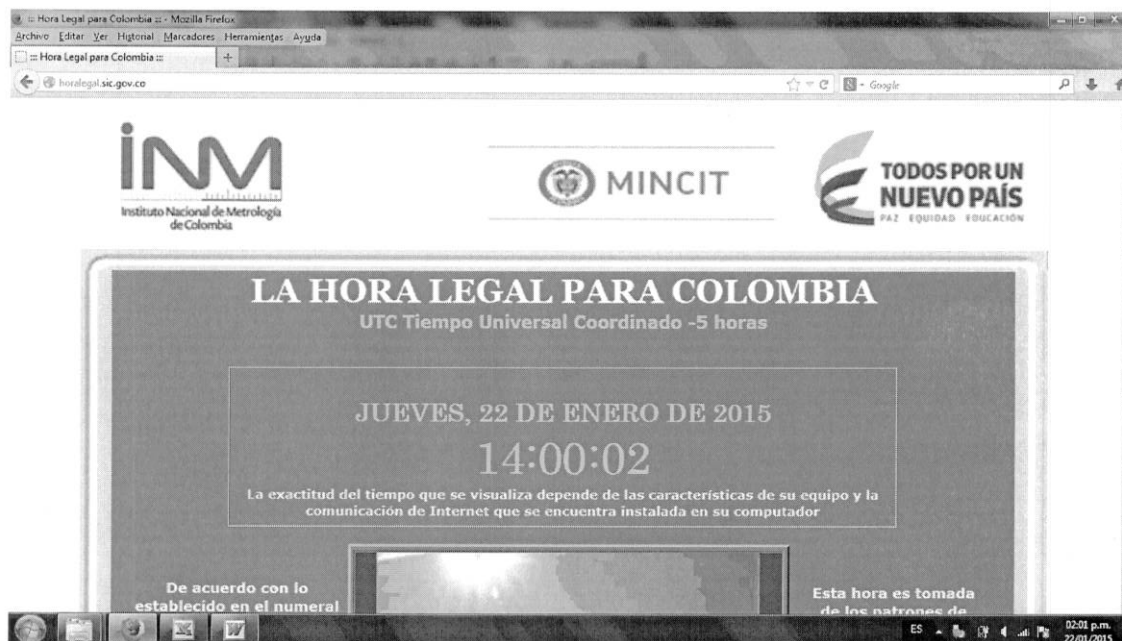 ::: Hora Legal para Colombia ::: - Mozilla Firefox
Archivo Editar Ver Historial Marcadores Herramientas Ayuda
::: Hora Legal para Colombia :::
+
horalegal.sic.gov.co
8 - Google
INM
Instituto Nacional de Metrología
de Colombia
MINCIT
TODOS POR UN
NUEVO PAÍS
PAZ EQUIDAD EDUCACIÓN
LA HORA LEGAL PARA COLOMBIA
UTC Tiempo Universal Coordinado -5 horas
JUEVES, 22 DE ENERO DE 2015
14:00:02
La exactitud del tiempo que se visualiza depende de las características de su equipo y la
comunicación de Internet que se encuentra instalada en su computador
De acuerdo con lo
establecido en el numeral
Esta hora es tomada
de los patrones de
ES
02:01 p.m.
22/01/2015